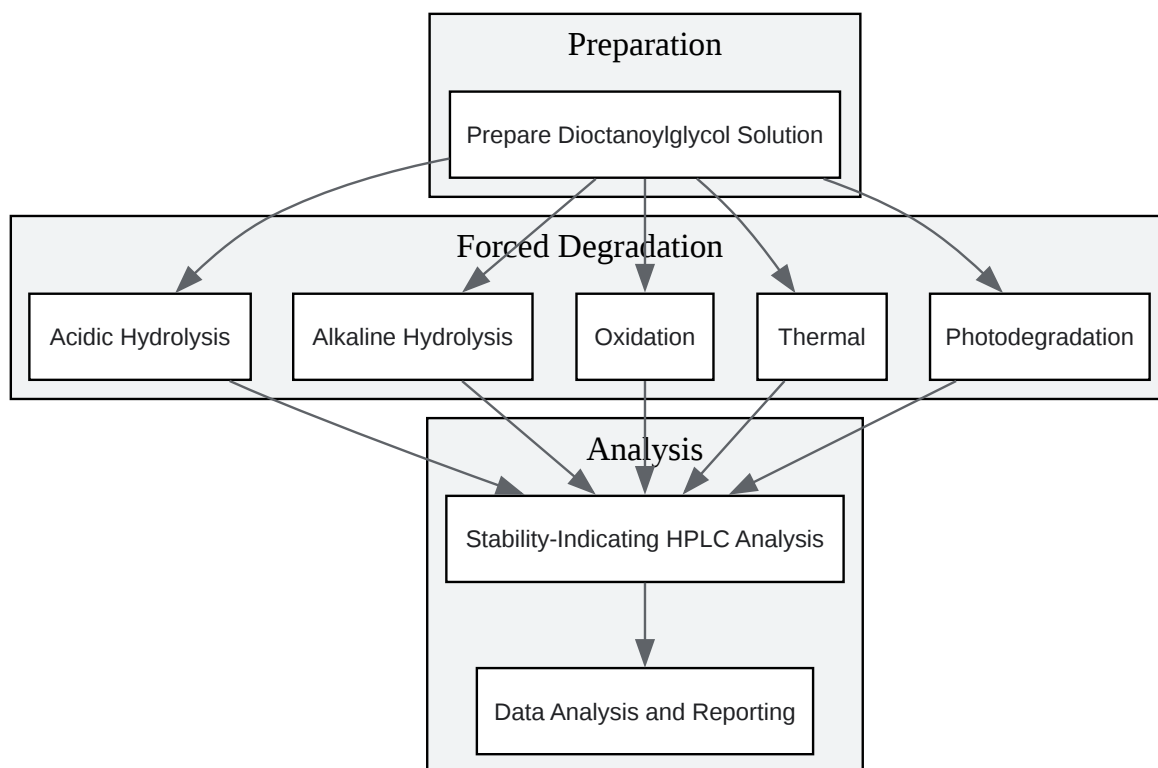 Preparation
Prepare Dioctanoylglycol Solution
Forced Degradation
Acidic Hydrolysis
Alkaline Hydrolysis
Oxidation
Thermal
Photodegradation
Analysis
Stability-Indicating HPLC Analysis
Data Analysis and Reporting